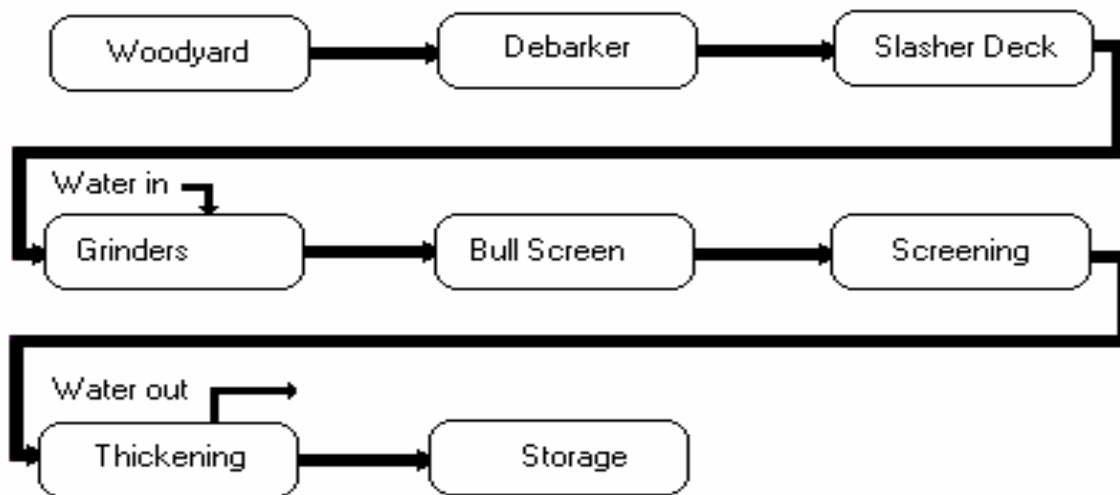 Woodyard
Debarker
Slasher Deck
Water in
Grinders
Bull Screen
Screening
Water out
Thickening
Storage